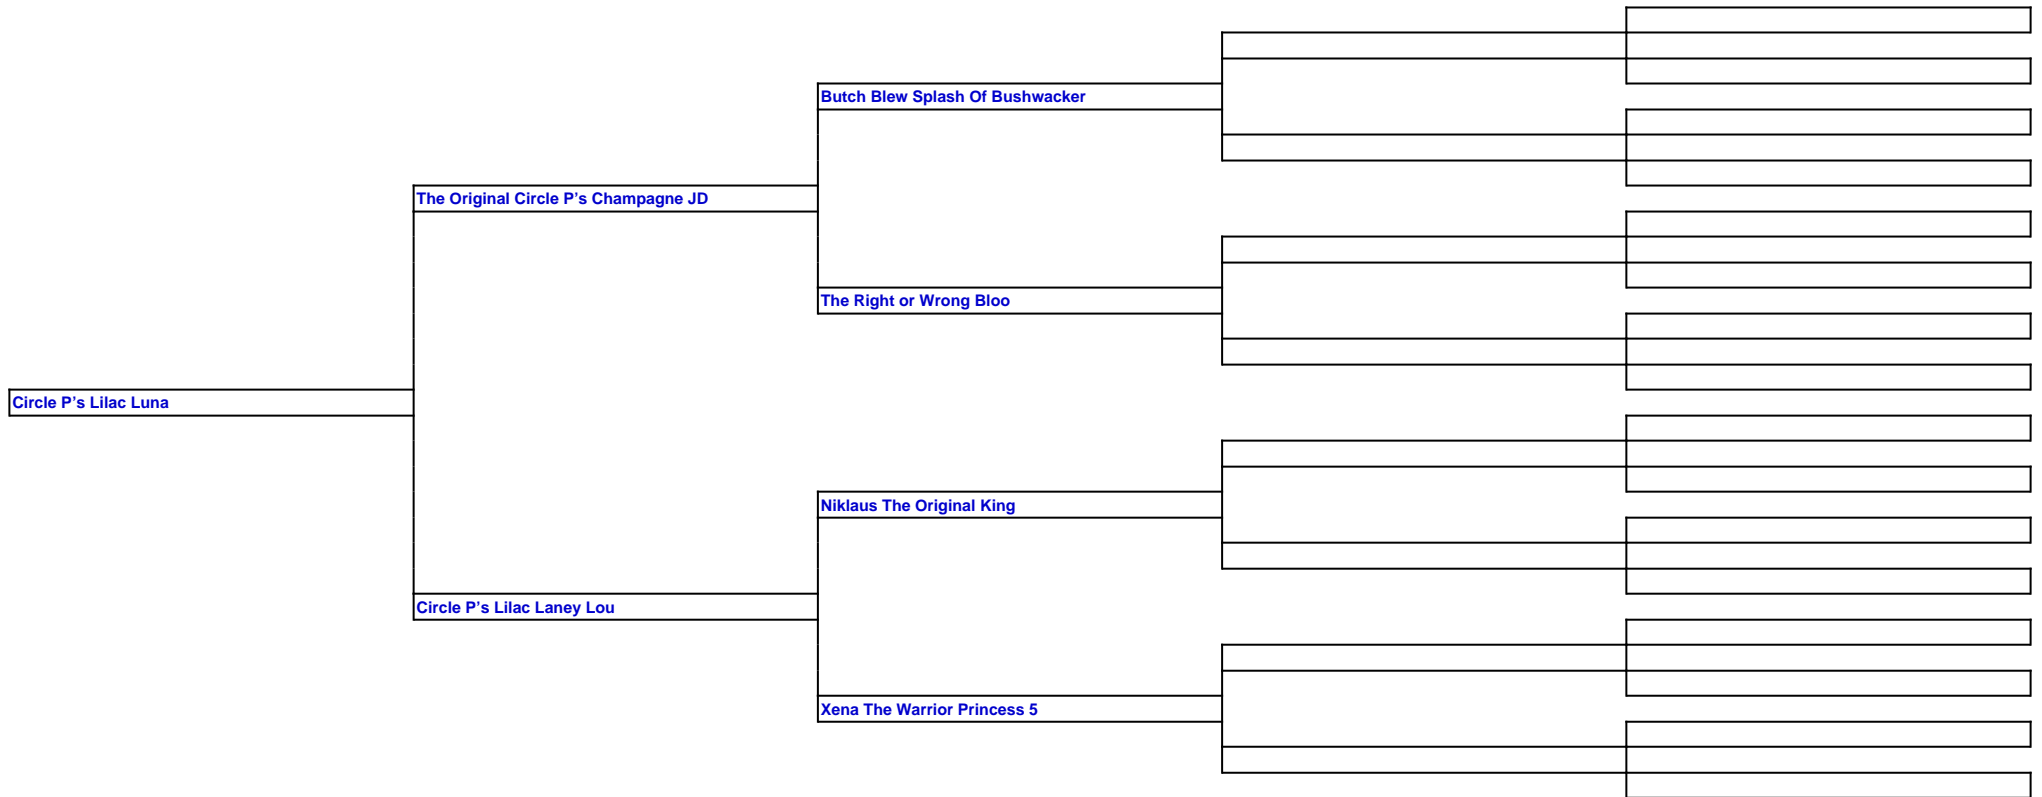 Butch Blew Splash Of Bushwacker
The Original Circle P’s Champagne JD
The Right or Wrong Bloo
Circle P’s Lilac Luna
Niklaus The Original King
Circle P’s Lilac Laney Lou
Xena The Warrior Princess 5